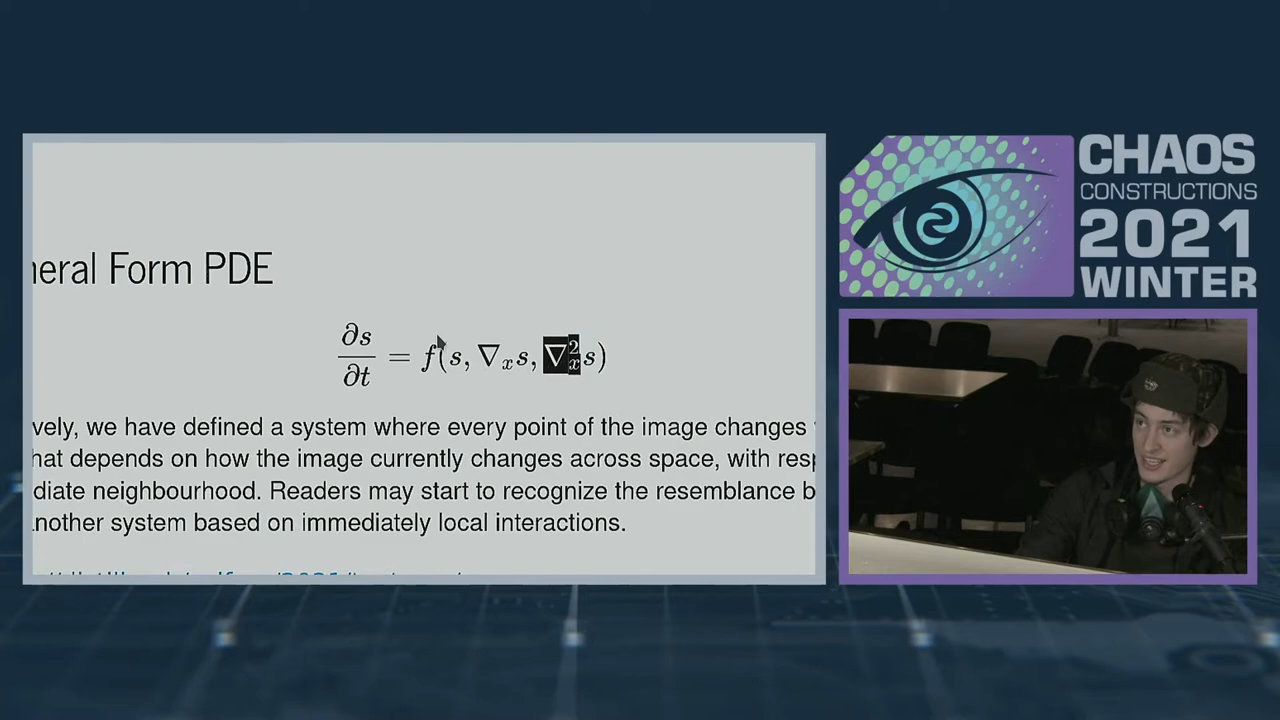 neral Form PDE
∂s/∂t = f(s, ∇ₓs, ∇ₓ²s)
vely, we have defined a system where every point of the image changes
hat depends on how the image currently changes across space, with resp
diate neighbourhood. Readers may start to recognize the resemblance b
nother system based on immediately local interactions.
CHAOS
CONSTRUCTIONS
2021
WINTER